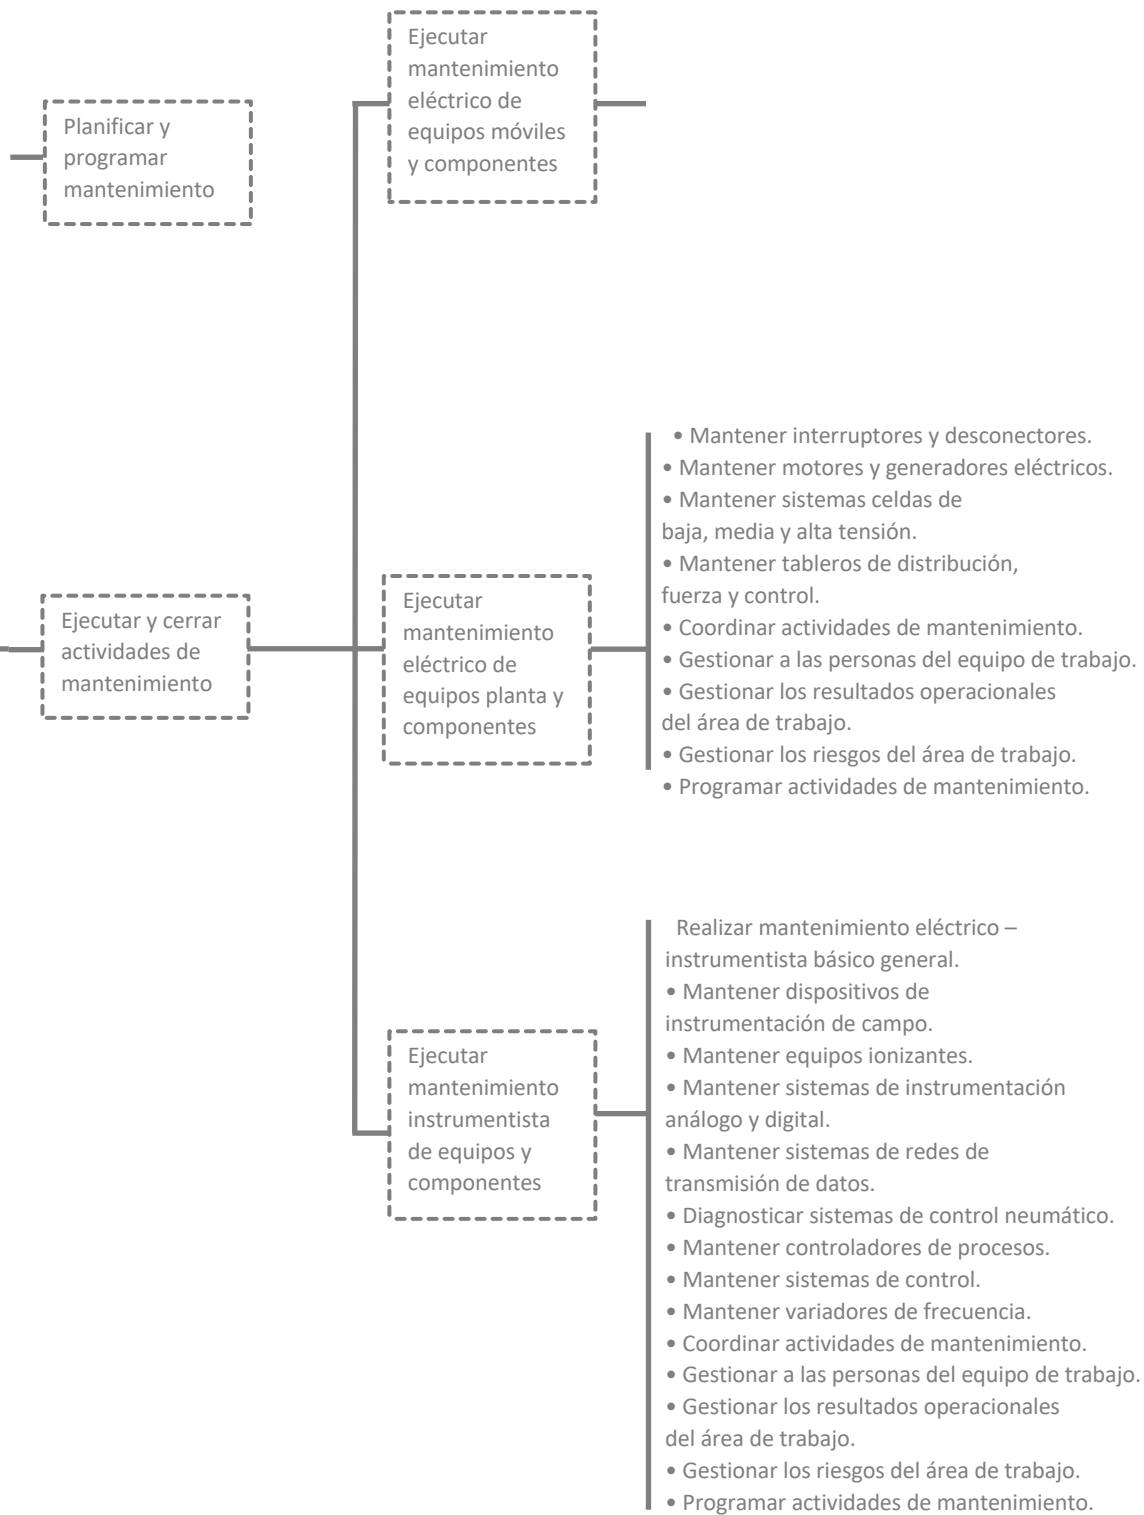 Ejecutar
mantenimiento
eléctrico de
equipos móviles
y componentes
Planificar y
programar
mantenimiento
• Mantener interruptores y desconectores.
• Mantener motores y generadores eléctricos.
• Mantener sistemas celdas de
baja, media y alta tensión.
• Mantener tableros de distribución,
fuerza y control.
• Coordinar actividades de mantenimiento.
• Gestionar a las personas del equipo de trabajo.
• Gestionar los resultados operacionales
del área de trabajo.
• Gestionar los riesgos del área de trabajo.
• Programar actividades de mantenimiento.
Ejecutar y cerrar
actividades de
mantenimiento
Ejecutar
mantenimiento
eléctrico de
equipos planta y
componentes
Realizar mantenimiento eléctrico –
instrumentista básico general.
• Mantener dispositivos de
instrumentación de campo.
• Mantener equipos ionizantes.
• Mantener sistemas de instrumentación
análogo y digital.
• Mantener sistemas de redes de
transmisión de datos.
• Diagnosticar sistemas de control neumático.
• Mantener controladores de procesos.
• Mantener sistemas de control.
• Mantener variadores de frecuencia.
• Coordinar actividades de mantenimiento.
• Gestionar a las personas del equipo de trabajo.
• Gestionar los resultados operacionales
del área de trabajo.
• Gestionar los riesgos del área de trabajo.
• Programar actividades de mantenimiento.
Ejecutar
mantenimiento
instrumentista
de equipos y
componentes